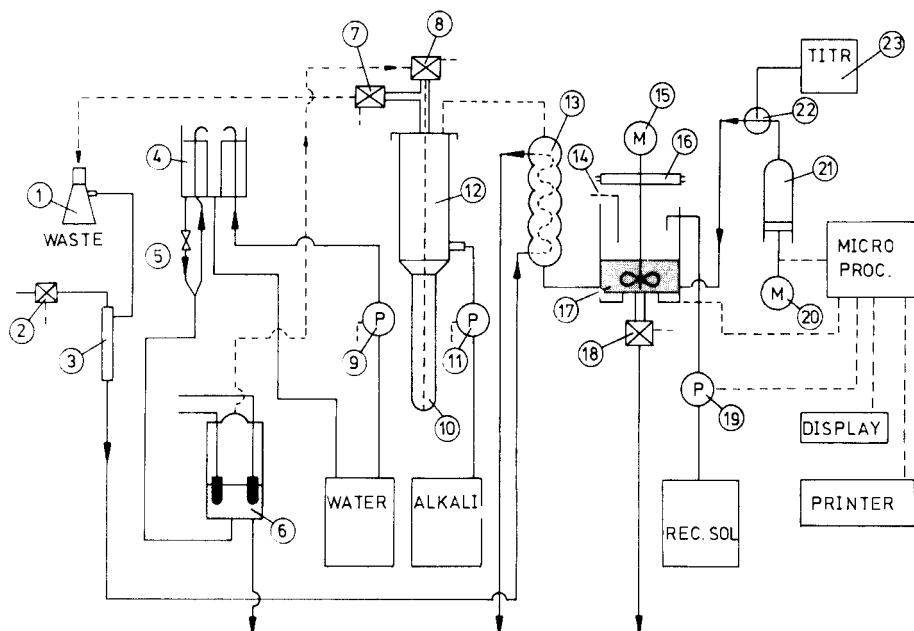 7
8
TITR
23
13
15
22
4
14
16
1
12
21
WASTE
5
MICRO
PROC.
M
M
17
2
3
P
9
P
11
18
20
P
19
10
DISPLAY
6
WATER
ALKALI
REC. SOL
PRINTER